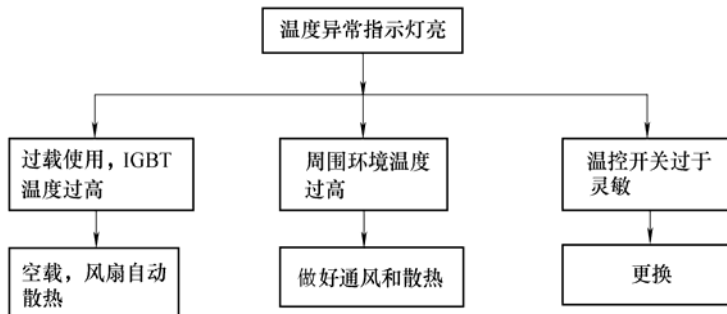 温度异常指示灯亮
过载使用，IGBT
温度过高
周围环境温度
过高
温控开关过于
灵敏
空载，风扇自动
散热
做好通风和散热
更换